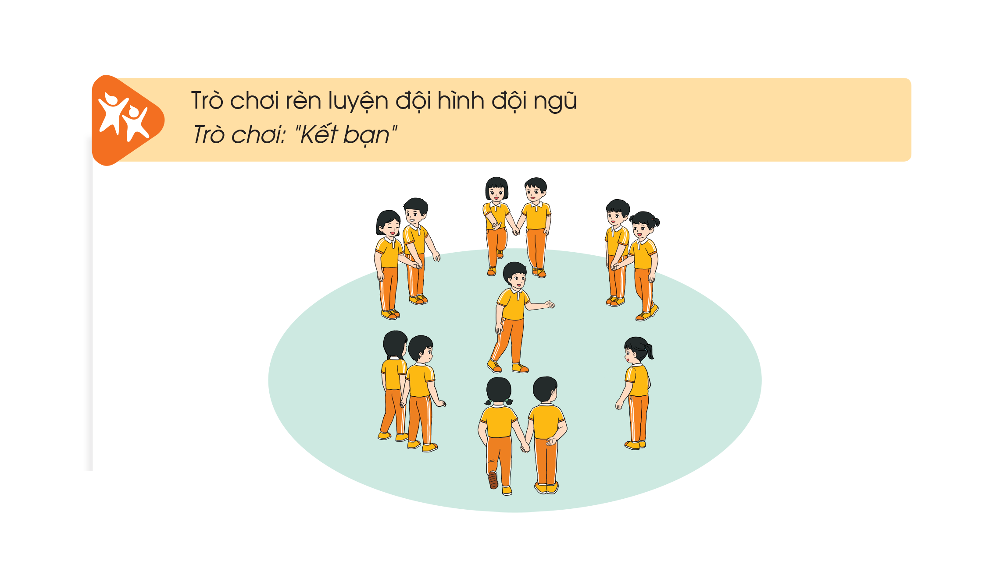 Trò chơi rèn luyện đội hình đội ngũ
Trò chơi: "Kết bạn"